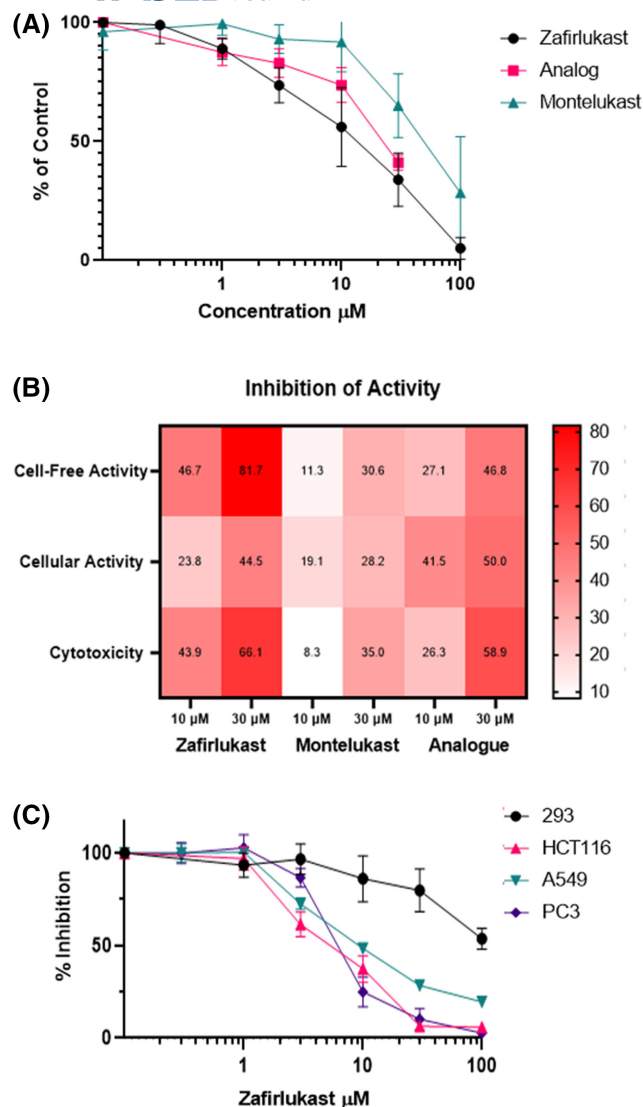 (A)
100
50
0
% of Control
1
10
100
Concentration μM
Zafirlukast
Analog
Montelukast
(B)
Inhibition of Activity
Cell-Free Activity
46.7 81.7 11.3 30.6 27.1 46.8
Cellular Activity
23.8 44.5 19.1 28.2 41.5 50.0
Cytotoxicity
43.9 66.1 8.3 35.0 26.3 58.9
10 μM 30 μM 10 μM 30 μM 10 μM 30 μM
Zafirlukast Montelukast Analogue
80
70
60
50
40
30
20
10
(C)
100
50
0
% Inhibition
1
10
100
Zafirlukast μM
293
HCT116
A549
PC3